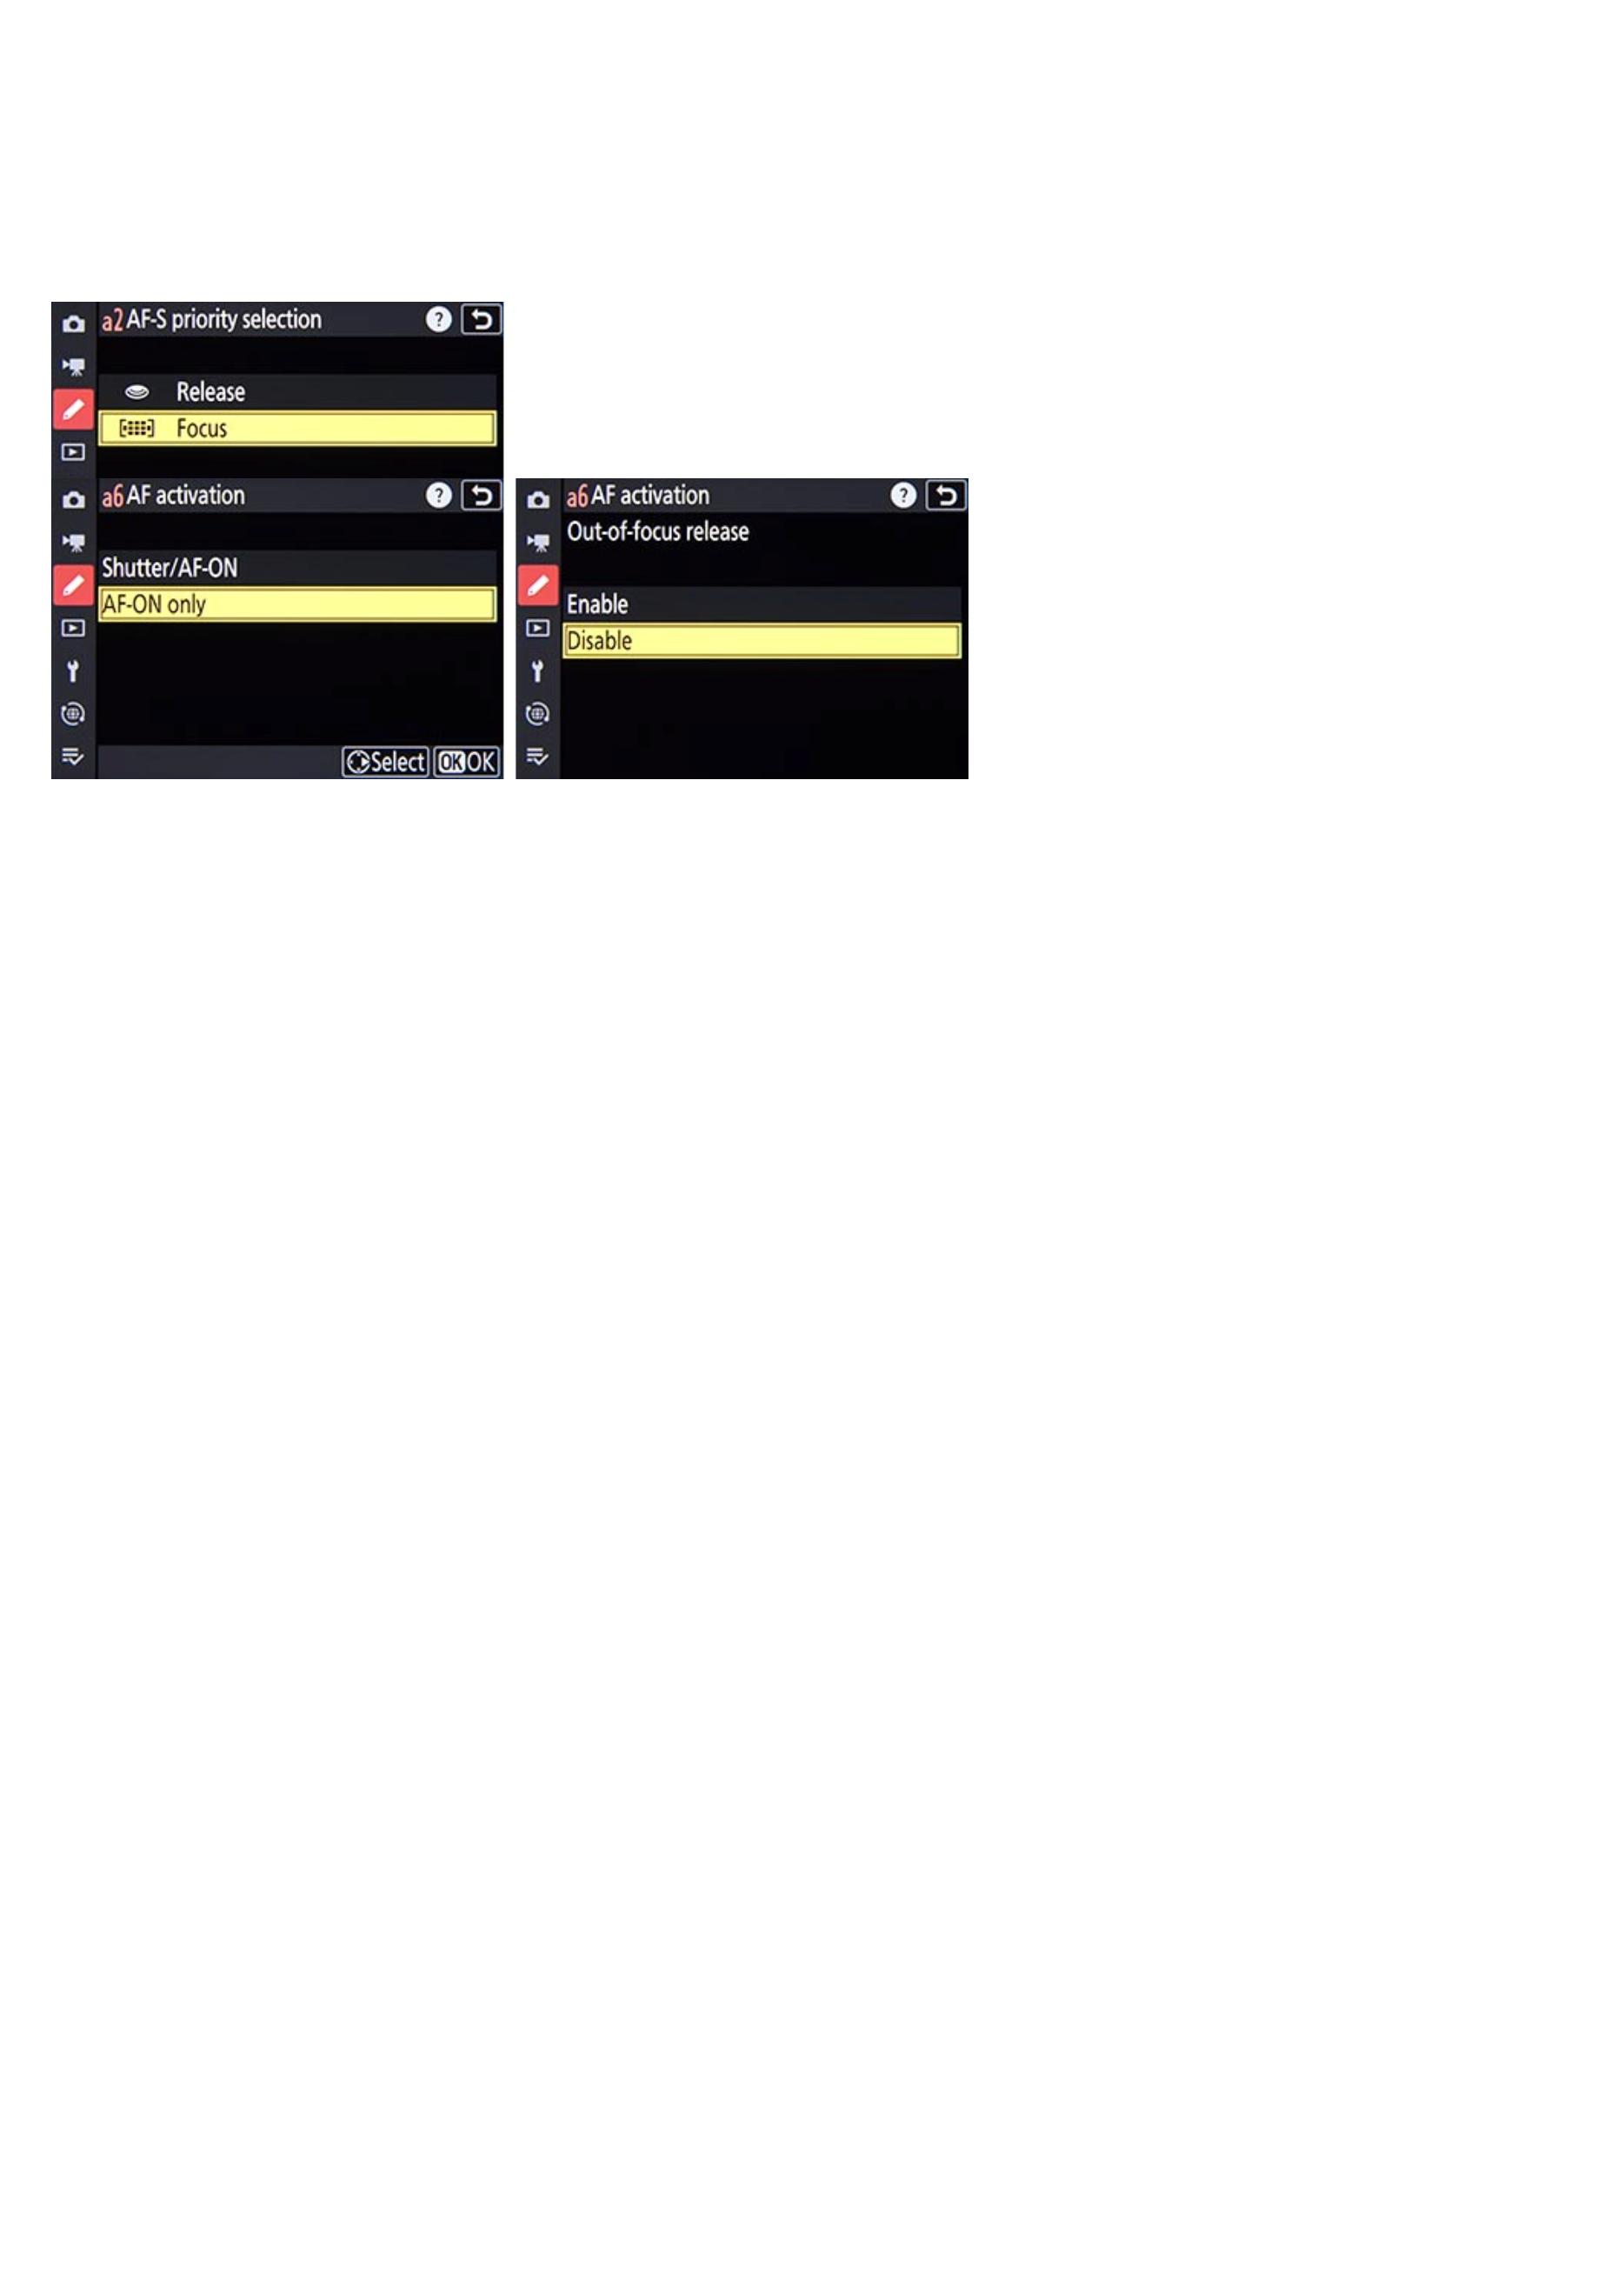 a2 AF-S priority selection ?
Release
Focus
a6 AF activation ?
Shutter/AF-ON
AF-ON only
Select OK OK
a6 AF activation ?
Out-of-focus release
Enable
Disable